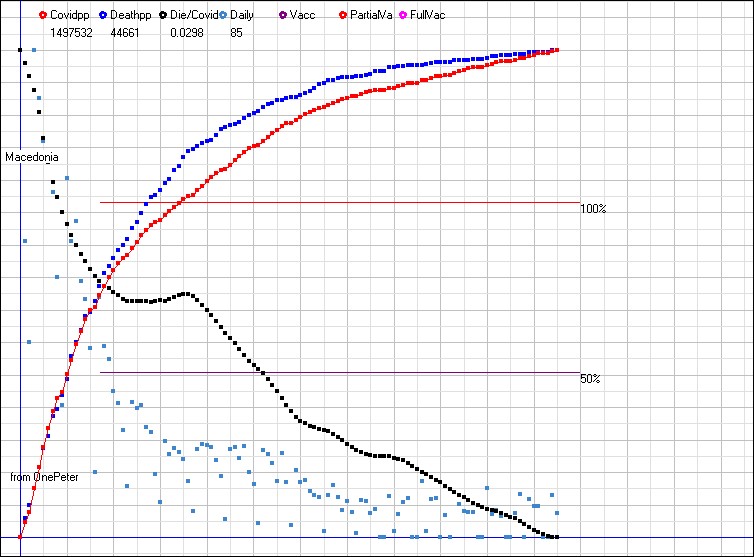 Covidpp Deathpp Die/Covid Daily Vacc PartialVa FullVac
1497532 44661 0.0298 85
Macedonia
100%
50%
from OnePeter